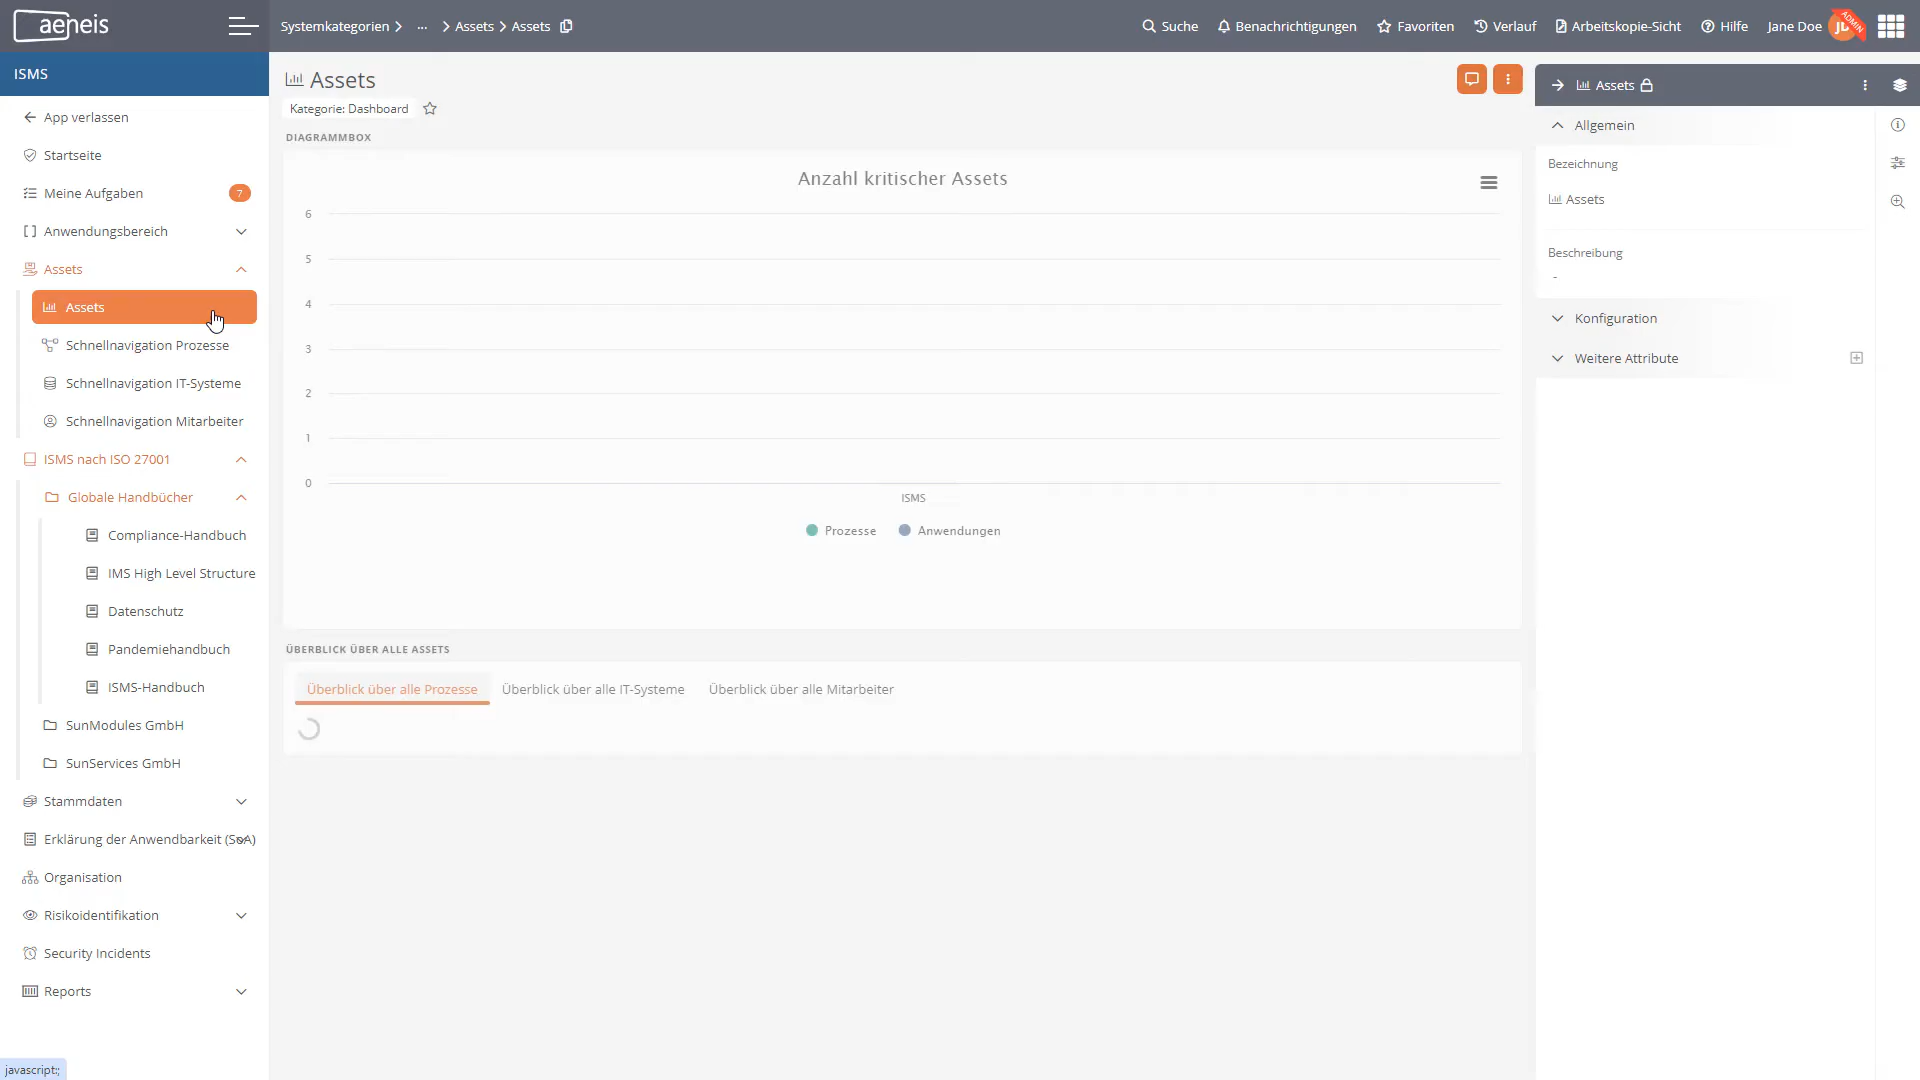 aeneis
Systemkategorien > ... > Assets > Assets
Suche
Benachrichtigungen
Favoriten
Verlauf
Arbeitskopie-Sicht
Hilfe
Jane Doe
JD
ADMIN
ISMS
App verlassen
Startseite
Meine Aufgaben
7
Anwendungsbereich
Assets
Assets
Schnellnavigation Prozesse
Schnellnavigation IT-Systeme
Schnellnavigation Mitarbeiter
ISMS nach ISO 27001
Globale Handbücher
Compliance-Handbuch
IMS High Level Structure
Datenschutz
Pandemiehandbuch
ISMS-Handbuch
SunModules GmbH
SunServices GmbH
Stammdaten
Erklärung der Anwendbarkeit (SoA)
Organisation
Risikoidentifikation
Security Incidents
Reports
javascript:;
Assets
Kategorie: Dashboard
DIAGRAMMBOX
Anzahl kritischer Assets
6
5
4
3
2
1
0
ISMS
Prozesse
Anwendungen
ÜBERBLICK ÜBER ALLE ASSETS
Überblick über alle Prozesse
Überblick über alle IT-Systeme
Überblick über alle Mitarbeiter
Assets
Allgemein
Bezeichnung
Assets
Beschreibung
-
Konfiguration
Weitere Attribute